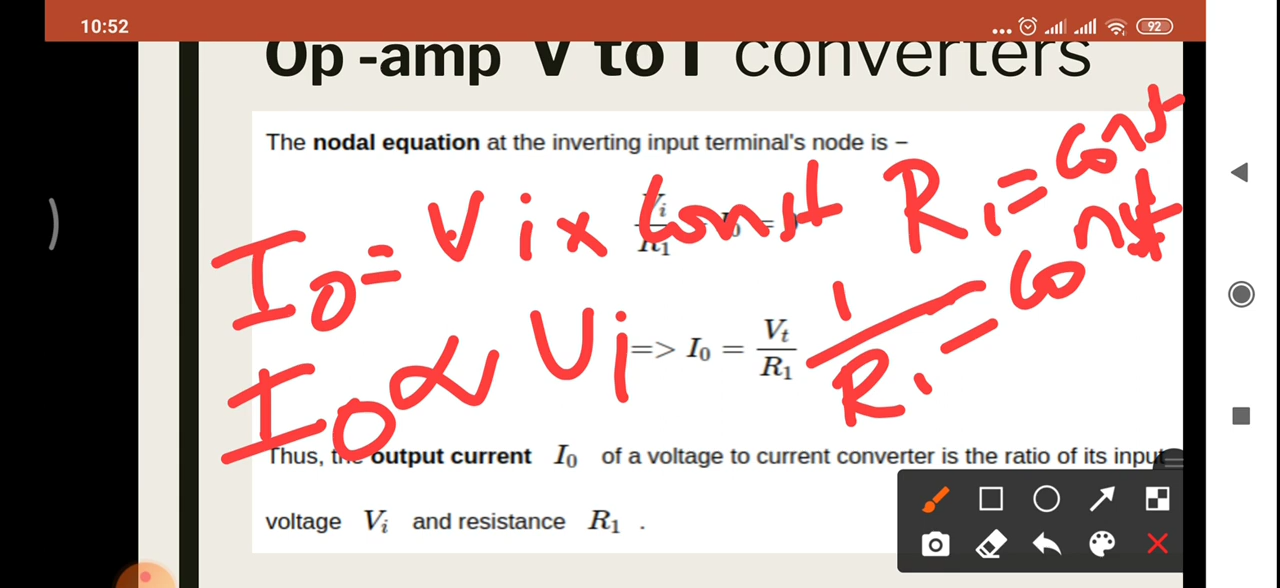 10:52
92
Op -amp V to I converters
The nodal equation at the inverting input terminal's node is −
I0 = Vi x Const R1 = const
I0 ∝ Vi 1/R1 = const
=> I0 = Vt/R1
Thus, the output current I0 of a voltage to current converter is the ratio of its input
voltage Vi and resistance R1 .